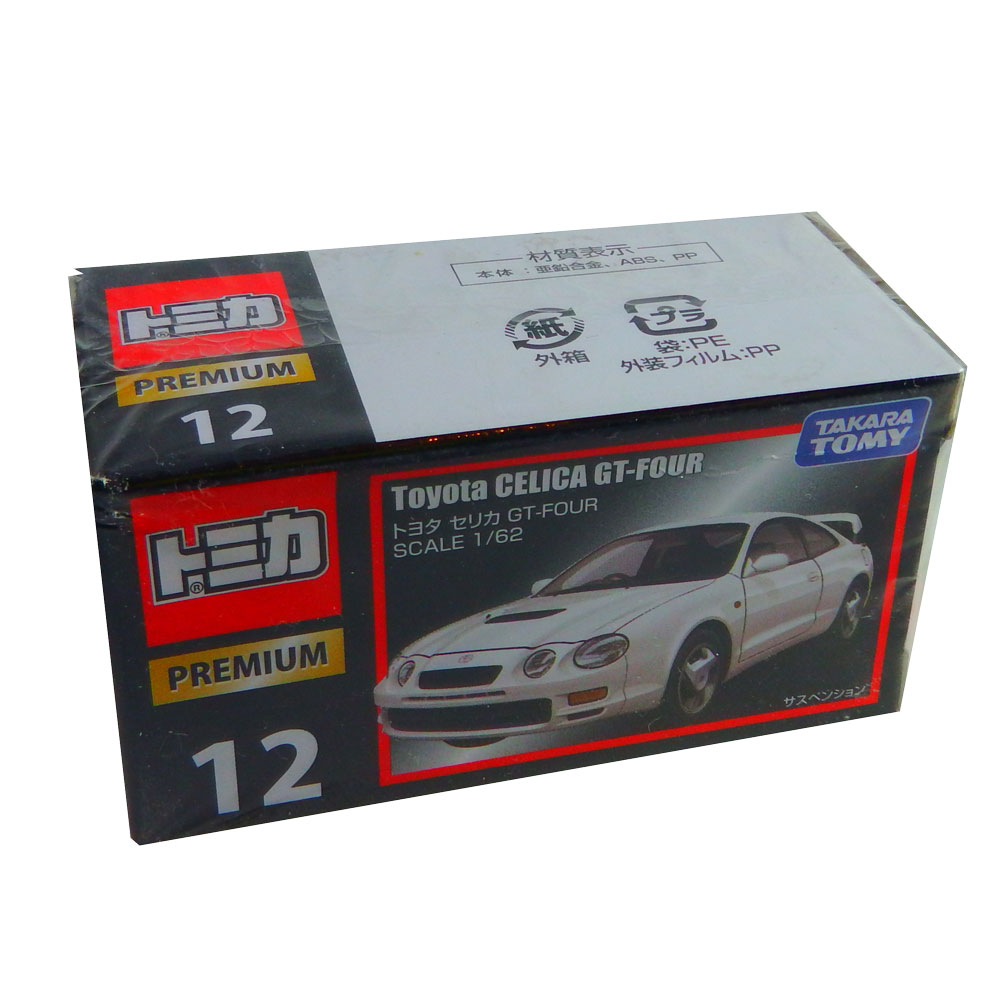 材質表示
本体 : 亜鉛合金、ABS、PP
紙
外箱
プラ
袋:PE
外装フィルム:PP
トミカ
PREMIUM
12
TAKARA
TOMY
トミカ®
PREMIUM
12
Toyota CELICA GT-FOUR
トヨタ セリカ GT-FOUR
SCALE 1/62
サスペンション